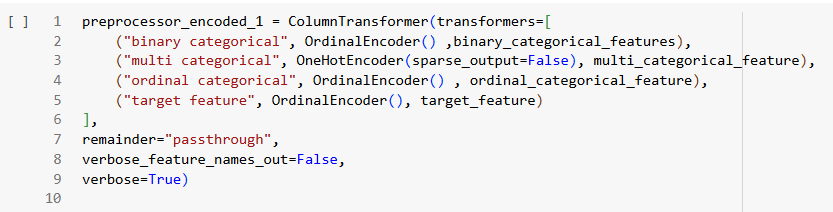 [ ] 1 preprocessor_encoded_1 = ColumnTransformer(transformers=[
2     ("binary categorical", OrdinalEncoder() ,binary_categorical_features),
3     ("multi categorical", OneHotEncoder(sparse_output=False), multi_categorical_feature),
4     ("ordinal categorical", OrdinalEncoder() , ordinal_categorical_feature),
5     ("target feature", OrdinalEncoder(), target_feature)
6 ],
7 remainder="passthrough",
8 verbose_feature_names_out=False,
9 verbose=True)
10